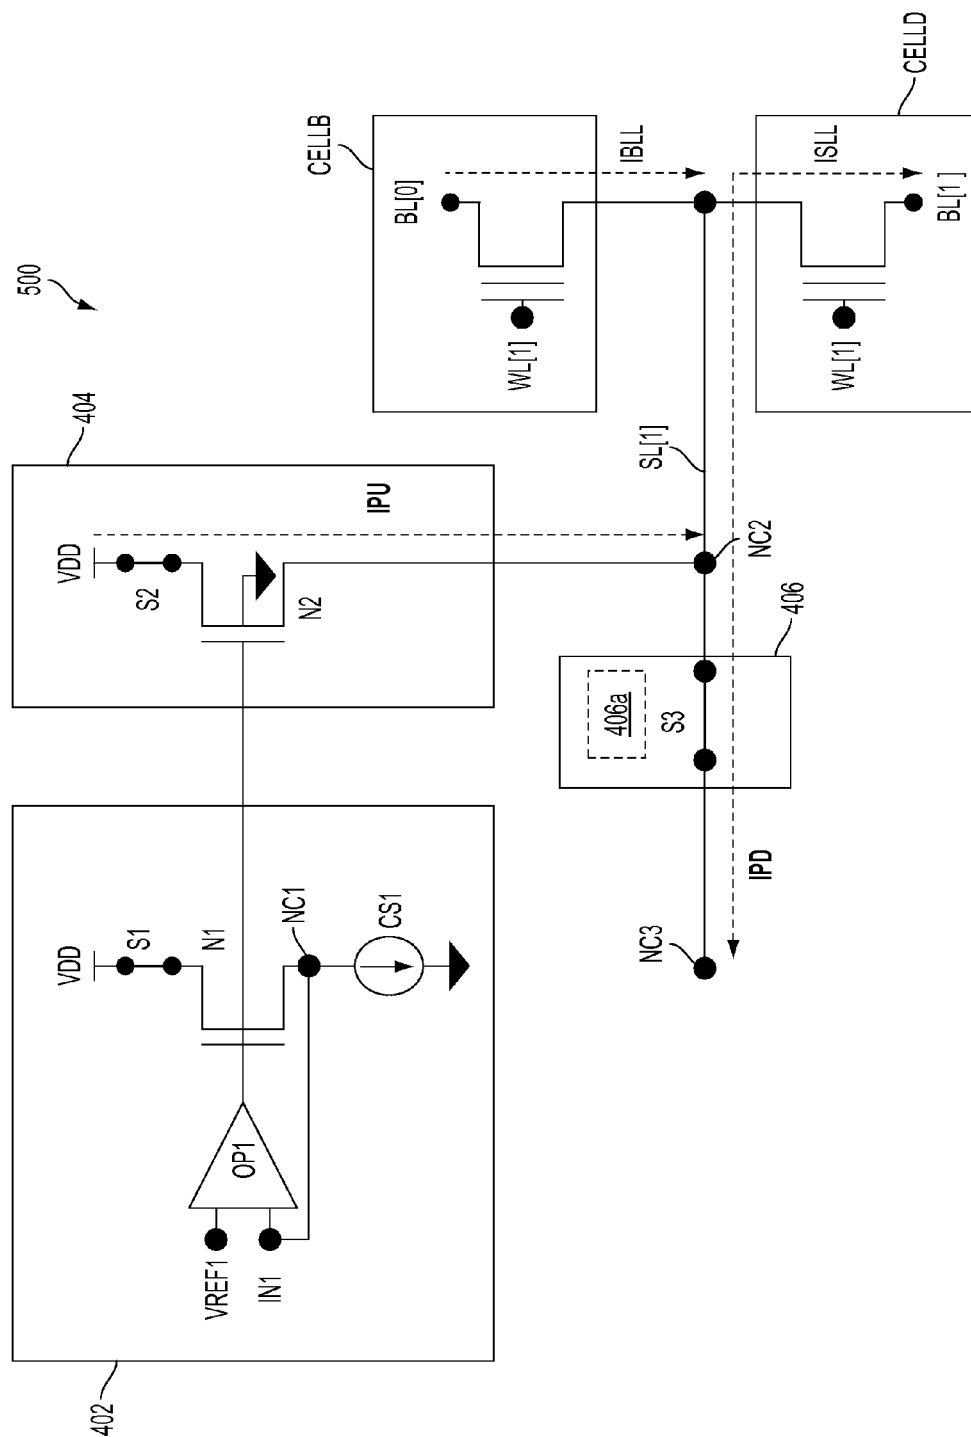 500
402
VREF1
IN1
OP1
VDD
S1
N1
NC1
CS1
404
VDD
S2
N2
IPU
NC3
IPD
406
406a
S3
NC2
SL[1]
CELLB
BL[0]
WL[1]
IBLL
CELLD
ISLL
WL[1]
BL[1 ]